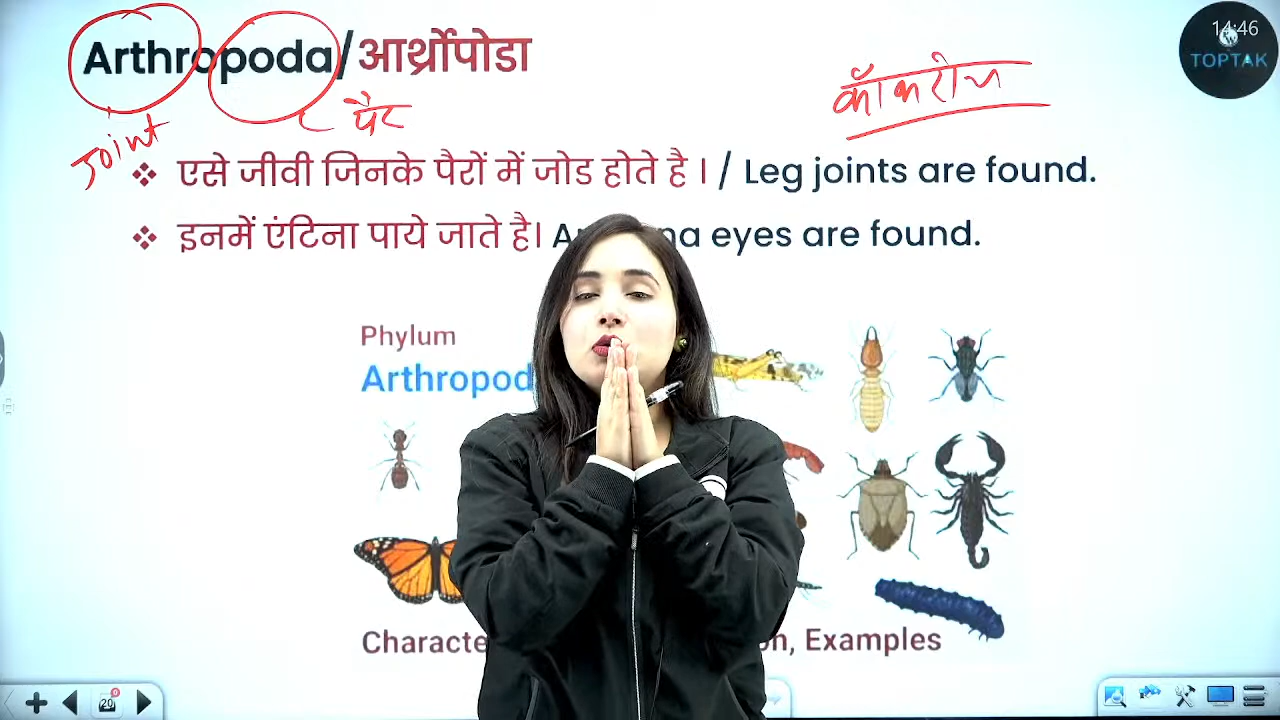 Arthropoda/आर्थ्रोपोडा
14:46
TOPTAK
Joint
पैर
कॉकरोच
एसे जीवी जिनके पैरों में जोड होते है । / Leg joints are found.
इनमें एंटिना पाये जाते है। eyes are found.
Phylum
Arthropod
Characte
, Examples
20